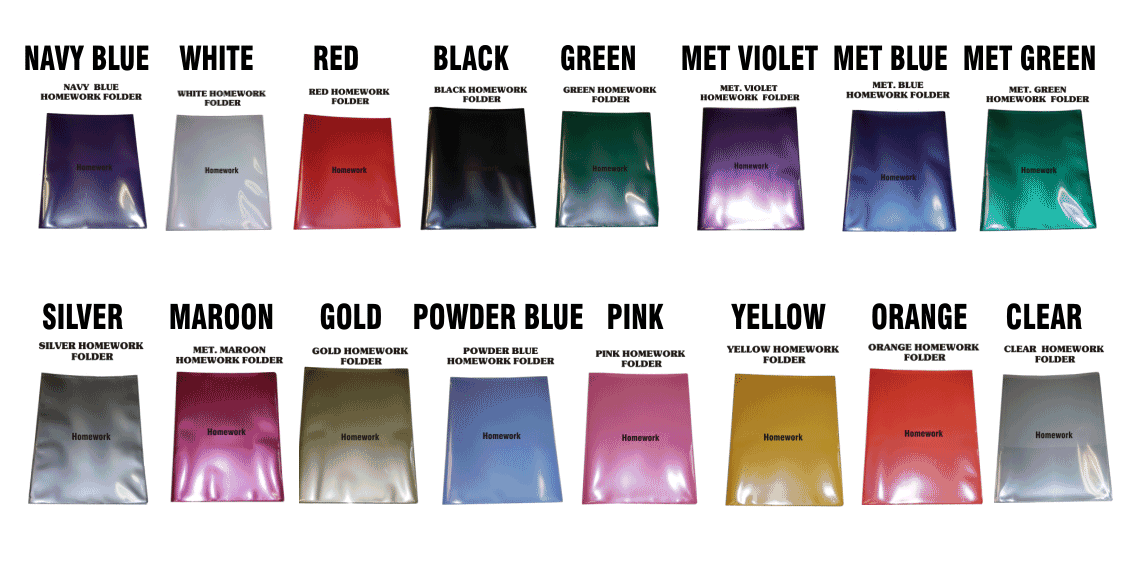 NAVY BLUE WHITE RED BLACK GREEN MET VIOLET MET BLUE MET GREEN
NAVY BLUE
HOMEWORK FOLDER
WHITE HOMEWORK
FOLDER
RED HOMEWORK
FOLDER
BLACK HOMEWORK
FOLDER
GREEN HOMEWORK
FOLDER
MET. VIOLET
HOMEWORK FOLDER
MET. BLUE
HOMEWORK FOLDER
MET. GREEN
HOMEWORK FOLDER
Homework
Homework
Homework
Homework
Homework
Homework
Homework
SILVER MAROON GOLD POWDER BLUE PINK YELLOW ORANGE CLEAR
SILVER HOMEWORK
FOLDER
MET. MAROON
HOMEWORK FOLDER
GOLD HOMEWORK
FOLDER
POWDER BLUE
HOMEWORK FOLDER
PINK HOMEWORK
FOLDER
YELLOW HOMEWORK
FOLDER
ORANGE HOMEWORK
FOLDER
CLEAR HOMEWORK
FOLDER
Homework
Homework
Homework
Homework
Homework
Homework
Homework
Homework